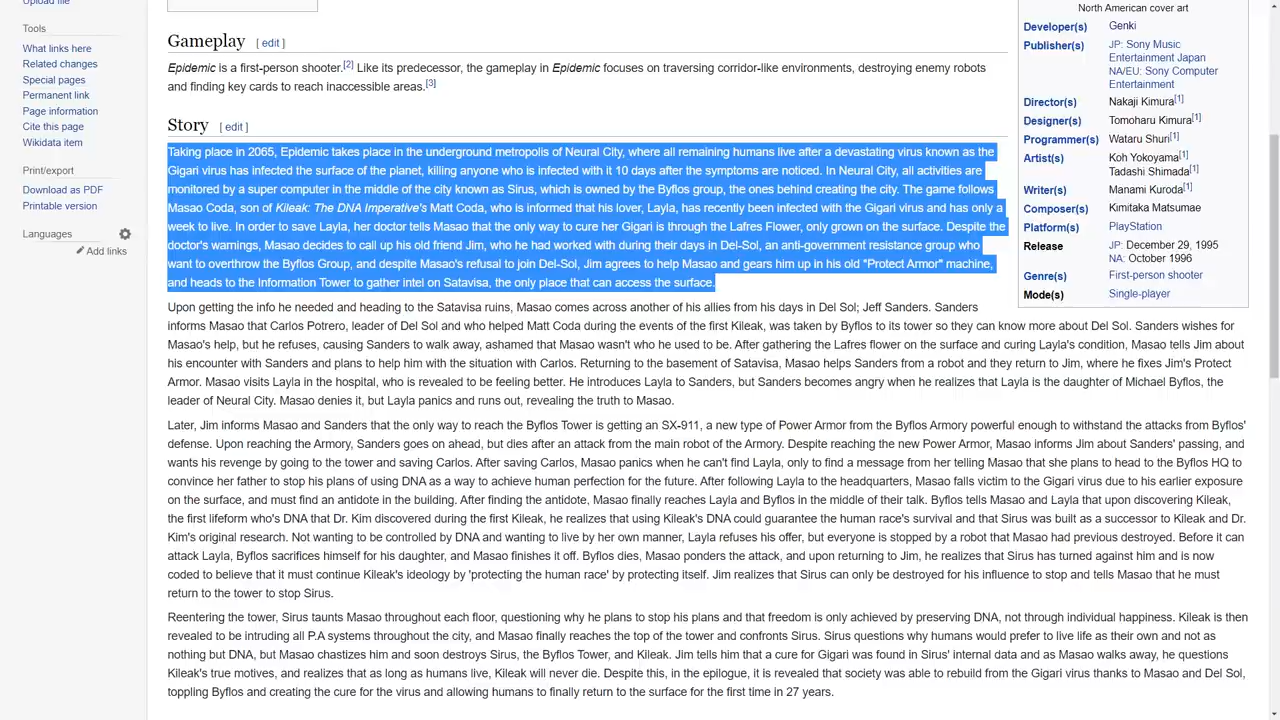 Upload file
Tools
What links here
Related changes
Special pages
Permanent link
Page information
Cite this page
Wikidata item
Print/export
Download as PDF
Printable version
Languages
Add links
Gameplay [ edit ]
Epidemic is a first-person shooter.[2] Like its predecessor, the gameplay in Epidemic focuses on traversing corridor-like environments, destroying enemy robots
and finding key cards to reach inaccessible areas.[3]
Story [ edit ]
Taking place in 2065, Epidemic takes place in the underground metropolis of Neural City, where all remaining humans live after a devastating virus known as the
Gigari virus has infected the surface of the planet, killing anyone who is infected with it 10 days after the symptoms are noticed. In Neural City, all activities are
monitored by a super computer in the middle of the city known as Sirus, which is owned by the Byflos group, the ones behind creating the city. The game follows
Masao Coda, son of Kileak: The DNA Imperative's Matt Coda, who is informed that his lover, Layla, has recently been infected with the Gigari virus and has only a
week to live. In order to save Layla, her doctor tells Masao that the only way to cure her GIgari is through the Lafres Flower, only grown on the surface. Despite the
doctor's warnings, Masao decides to call up his old friend Jim, who he had worked with during their days in Del-Sol, an anti-government resistance group who
want to overthrow the Byflos Group, and despite Masao's refusal to join Del-Sol, Jim agrees to help Masao and gears him up in his old "Protect Armor" machine,
and heads to the Information Tower to gather intel on Satavisa, the only place that can access the surface.
Upon getting the info he needed and heading to the Satavisa ruins, Masao comes across another of his allies from his days in Del Sol; Jeff Sanders. Sanders
informs Masao that Carlos Potrero, leader of Del Sol and who helped Matt Coda during the events of the first Kileak, was taken by Byflos to its tower so they can know more about Del Sol. Sanders wishes for
Masao's help, but he refuses, causing Sanders to walk away, ashamed that Masao wasn't who he used to be. After gathering the Lafres flower on the surface and curing Layla's condition, Masao tells Jim about
his encounter with Sanders and plans to help him with the situation with Carlos. Returning to the basement of Satavisa, Masao helps Sanders from a robot and they return to Jim, where he fixes Jim's Protect
Armor. Masao visits Layla in the hospital, who is revealed to be feeling better. He introduces Layla to Sanders, but Sanders becomes angry when he realizes that Layla is the daughter of Michael Byflos, the
leader of Neural City. Masao denies it, but Layla panics and runs out, revealing the truth to Masao.
Later, Jim informs Masao and Sanders that the only way to reach the Byflos Tower is getting an SX-911, a new type of Power Armor from the Byflos Armory powerful enough to withstand the attacks from Byflos'
defense. Upon reaching the Armory, Sanders goes on ahead, but dies after an attack from the main robot of the Armory. Despite reaching the new Power Armor, Masao informs Jim about Sanders' passing, and
wants his revenge by going to the tower and saving Carlos. After saving Carlos, Masao panics when he can't find Layla, only to find a message from her telling Masao that she plans to head to the Byflos HQ to
convince her father to stop his plans of using DNA as a way to achieve human perfection for the future. After following Layla to the headquarters, Masao falls victim to the Gigari virus due to his earlier exposure
on the surface, and must find an antidote in the building. After finding the antidote, Masao finally reaches Layla and Byflos in the middle of their talk. Byflos tells Masao and Layla that upon discovering Kileak,
the first lifeform who's DNA that Dr. Kim discovered during the first Kileak, he realizes that using Kileak's DNA could guarantee the human race's survival and that Sirus was built as a successor to Kileak and Dr.
Kim's original research. Not wanting to be controlled by DNA and wanting to live by her own manner, Layla refuses his offer, but everyone is stopped by a robot that Masao had previous destroyed. Before it can
attack Layla, Byflos sacrifices himself for his daughter, and Masao finishes it off. Byflos dies, Masao ponders the attack, and upon returning to Jim, he realizes that Sirus has turned against him and is now
coded to believe that it must continue Kileak's ideology by 'protecting the human race' by protecting itself. Jim realizes that Sirus can only be destroyed for his influence to stop and tells Masao that he must
return to the tower to stop Sirus.
Reentering the tower, Sirus taunts Masao throughout each floor, questioning why he plans to stop his plans and that freedom is only achieved by preserving DNA, not through individual happiness. Kileak is then
revealed to be intruding all P.A systems throughout the city, and Masao finally reaches the top of the tower and confronts Sirus. Sirus questions why humans would prefer to live life as their own and not as
nothing but DNA, but Masao chastizes him and soon destroys Sirus, the Byflos Tower, and Kileak. Jim tells him that a cure for Gigari was found in Sirus' internal data and as Masao walks away, he questions
Kileak's true motives, and realizes that as long as humans live, Kileak will never die. Despite this, in the epilogue, it is revealed that society was able to rebuild from the Gigari virus thanks to Masao and Del Sol,
toppling Byflos and creating the cure for the virus and allowing humans to finally return to the surface for the first time in 27 years.
North American cover art
Developer(s) Genki
Publisher(s) JP: Sony Music
Entertainment Japan
NA/EU: Sony Computer
Entertainment
Director(s) Nakaji Kimura[1]
Designer(s) Tomoharu Kimura[1]
Programmer(s) Wataru Shuri[1]
Artist(s) Koh Yokoyama[1]
Tadashi Shimada[1]
Writer(s) Manami Kuroda[1]
Composer(s) Kimitaka Matsumae
Platform(s) PlayStation
Release JP: December 29, 1995
NA: October 1996
Genre(s) First-person shooter
Mode(s) Single-player